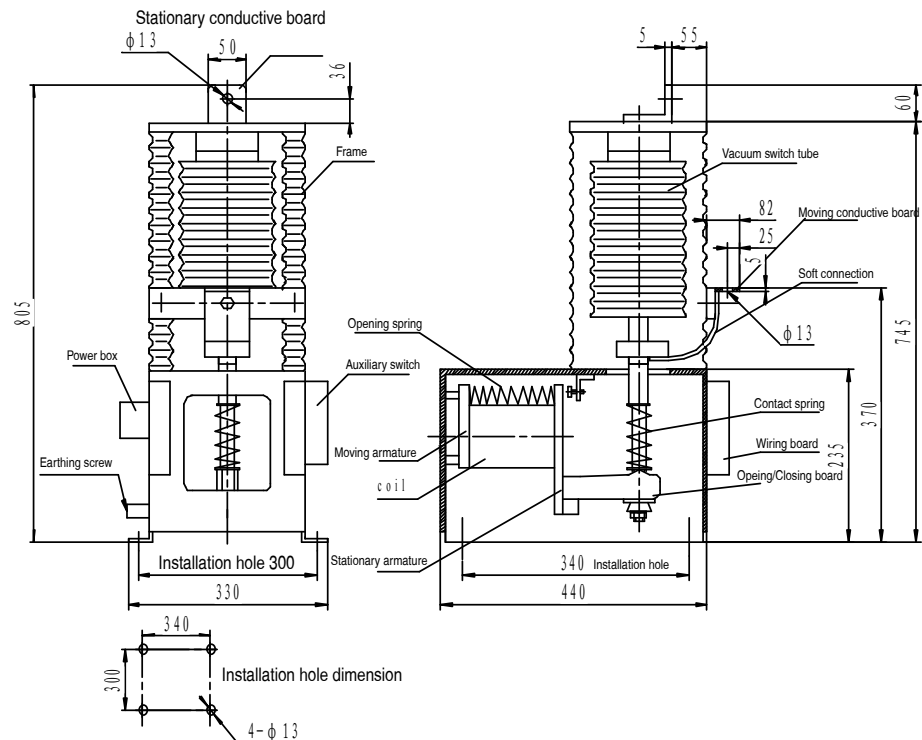 Stationary conductive board
ф13
50
36
805
Frame
Power box
Auxiliary switch
Earthing screw
Installation hole 300
330
5
55
60
Vacuum switch tube
82
Moving conductive board
25
5
Soft connection
ф13
745
Opening spring
370
235
Contact spring
Moving armature
Wiring board
coil
Opeing/Closing board
Stationary armature
340
Installation hole
440
340
300
Installation hole dimension
4-ф13